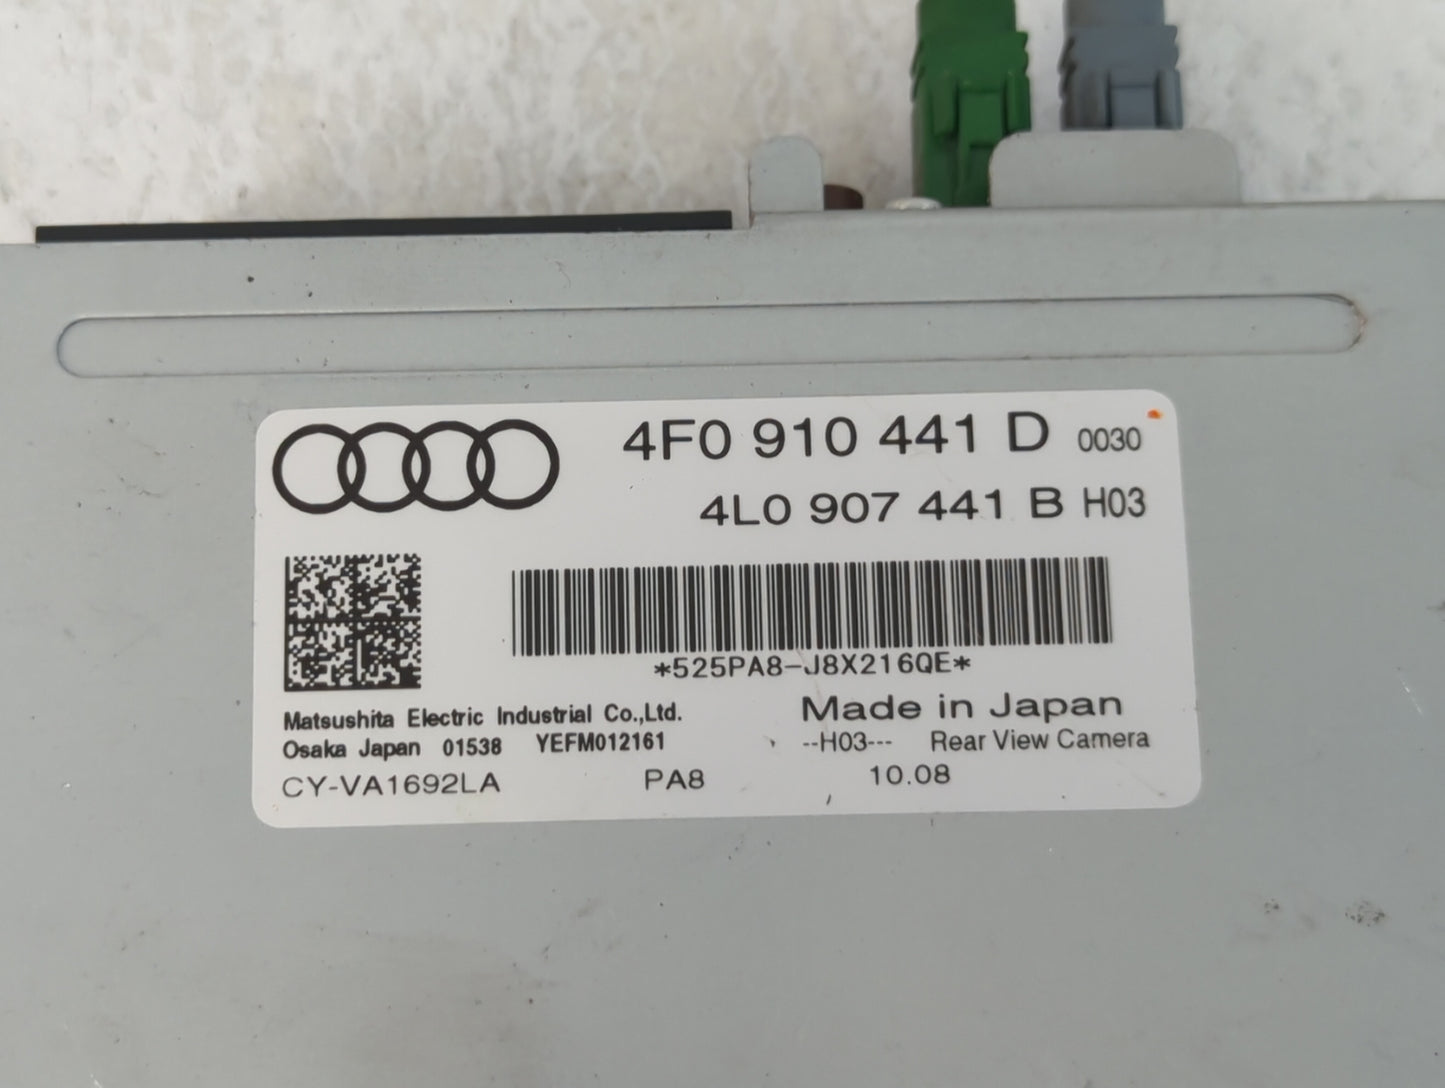 4F0 910 441 D 0030
4L0 907 441 B H03
*525PA8-J8X216QE*
Matsushita Electric Industrial Co.,Ltd.
Osaka Japan 01538 YEFM012161
CY-VA1692LA PA8
Made in Japan
--H03--- Rear View Camera
10.08